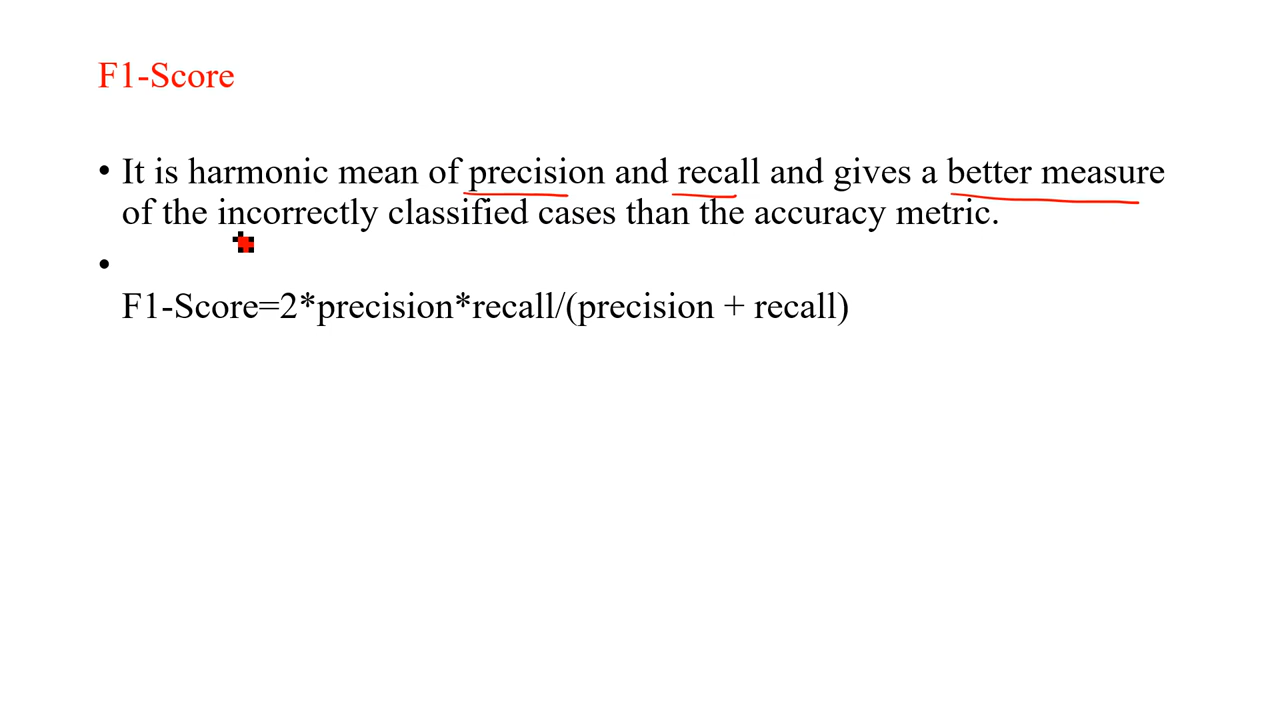 F1-Score
• It is harmonic mean of precision and recall and gives a better measure
of the incorrectly classified cases than the accuracy metric.
•
F1-Score=2*precision*recall/(precision + recall)